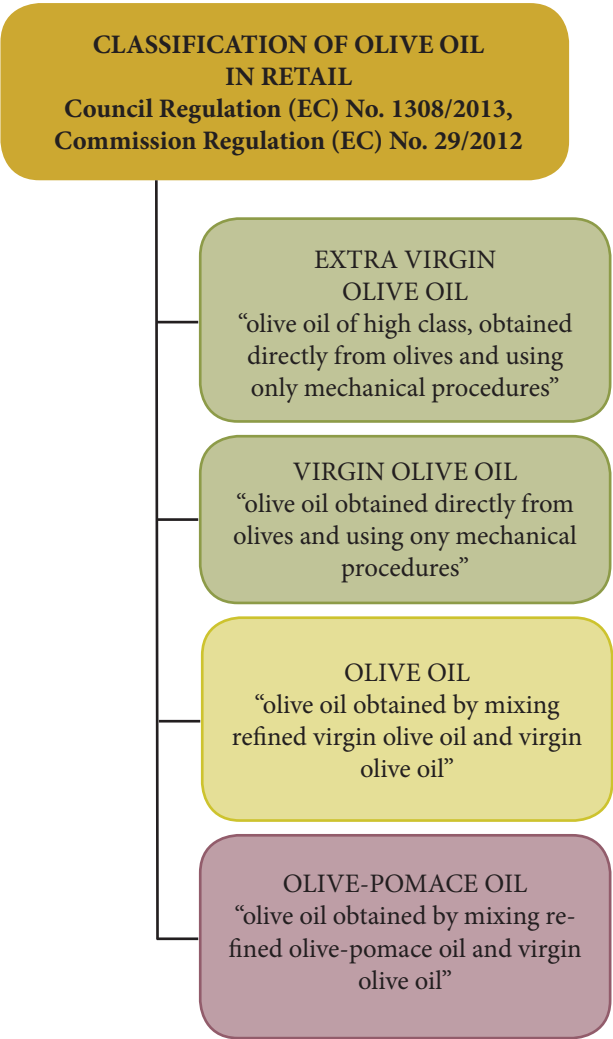 CLASSIFICATION OF OLIVE OIL
IN RETAIL
Council Regulation (EC) No. 1308/2013,
Commission Regulation (EC) No. 29/2012
EXTRA VIRGIN
OLIVE OIL
“olive oil of high class, obtained
directly from olives and using
only mechanical procedures”
VIRGIN OLIVE OIL
“olive oil obtained directly from
olives and using ony mechanical
procedures”
OLIVE OIL
“olive oil obtained by mixing
refined virgin olive oil and virgin
olive oil”
OLIVE-POMACE OIL
“olive oil obtained by mixing re-
fined olive-pomace oil and virgin
olive oil”